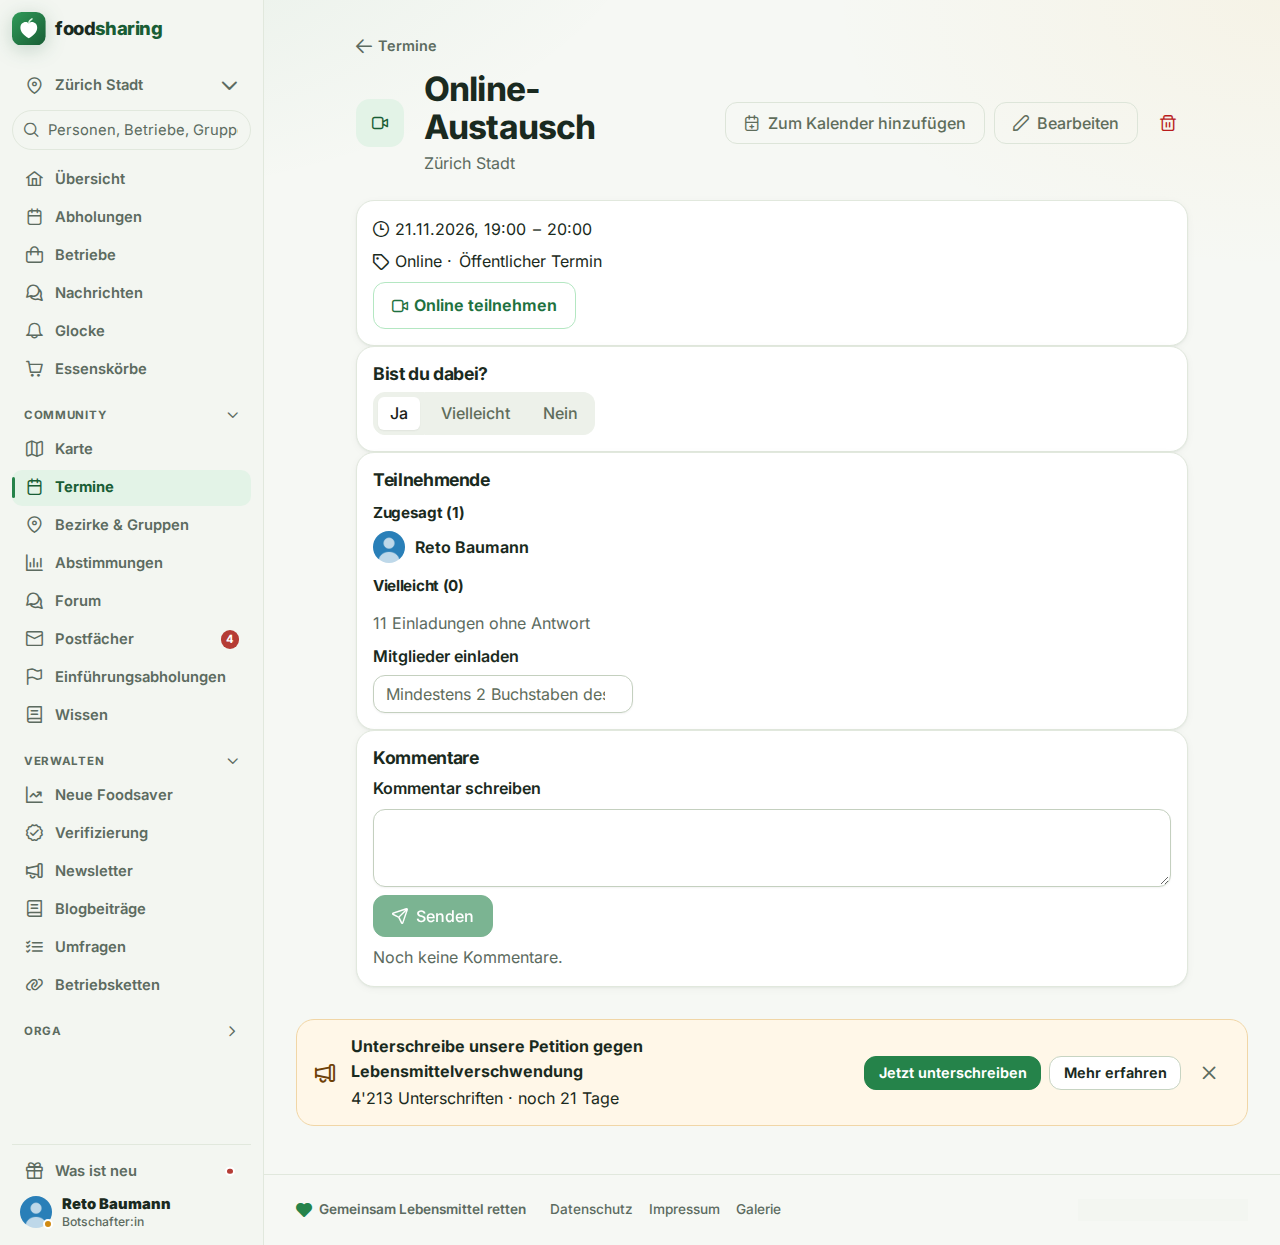 foodsharing
Zürich Stadt
Personen, Betriebe, Grupp
Übersicht
Abholungen
Betriebe
Nachrichten
Glocke
Essenskörbe
COMMUNITY
Karte
Termine
Bezirke & Gruppen
Abstimmungen
Forum
Postfächer 4
Einführungsabholungen
Wissen
VERWALTEN
Neue Foodsaver
Verifizierung
Newsletter
Blogbeiträge
Umfragen
Betriebsketten
ORGA
Was ist neu
Reto Baumann
Botschafter:in
Termine
Online-
Austausch
Zürich Stadt
Zum Kalender hinzufügen
Bearbeiten
21.11.2026, 19:00 – 20:00
Online · Öffentlicher Termin
Online teilnehmen
Bist du dabei?
Ja Vielleicht Nein
Teilnehmende
Zugesagt (1)
Reto Baumann
Vielleicht (0)
11 Einladungen ohne Antwort
Mitglieder einladen
Mindestens 2 Buchstaben des
Kommentare
Kommentar schreiben
Senden
Noch keine Kommentare.
Unterschreibe unsere Petition gegen
Lebensmittelverschwendung
4'213 Unterschriften · noch 21 Tage
Jetzt unterschreiben
Mehr erfahren
Gemeinsam Lebensmittel retten Datenschutz Impressum Galerie